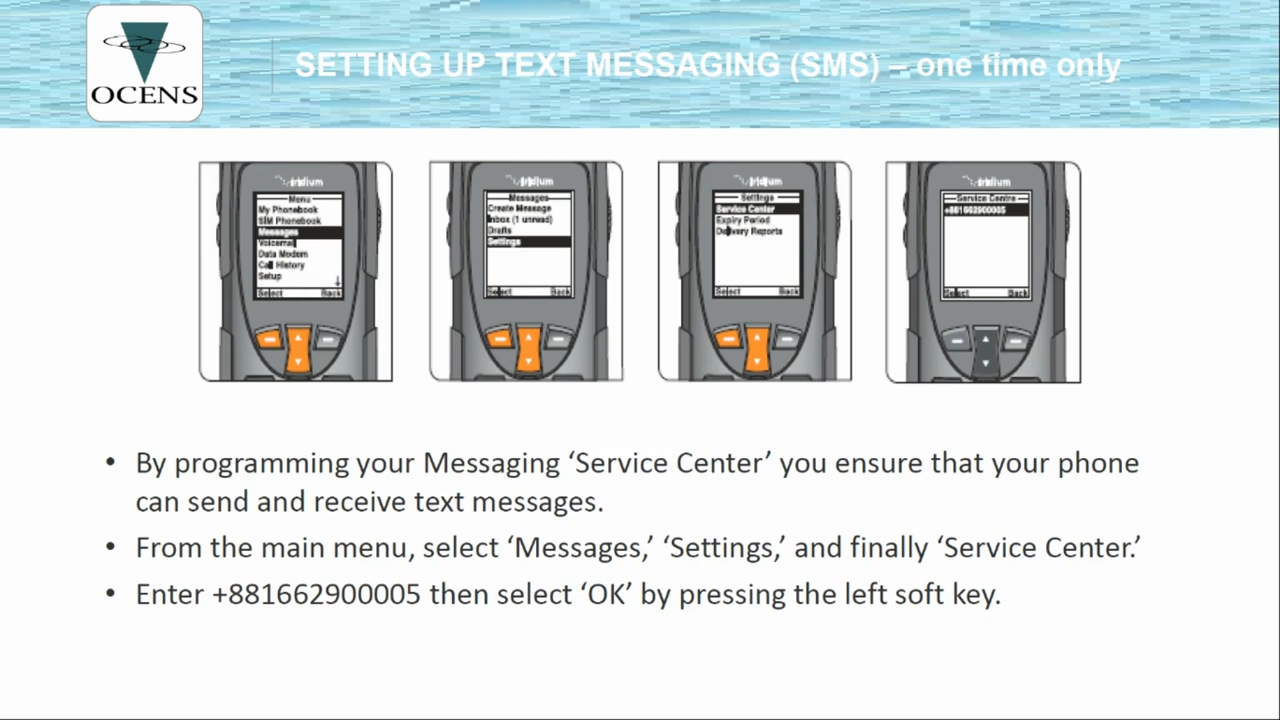 OCENS
SETTING UP TEXT MESSAGING (SMS) – one time only
iridium
Menu
My Phonebook
SIM Phonebook
Messages
Voicemail
Data Modem
Call History
Setup
Select Back
iridium
Messages
Create Message
Inbox (1 unread)
Drafts
Settings
Select Back
iridium
Settings
Service Center
Expiry Period
Delivery Reports
Select Back
iridium
Service Centre
+881662900005
Select Back
• By programming your Messaging ‘Service Center’ you ensure that your phone
can send and receive text messages.
• From the main menu, select ‘Messages,’ ‘Settings,’ and finally ‘Service Center.’
• Enter +881662900005 then select ‘OK’ by pressing the left soft key.